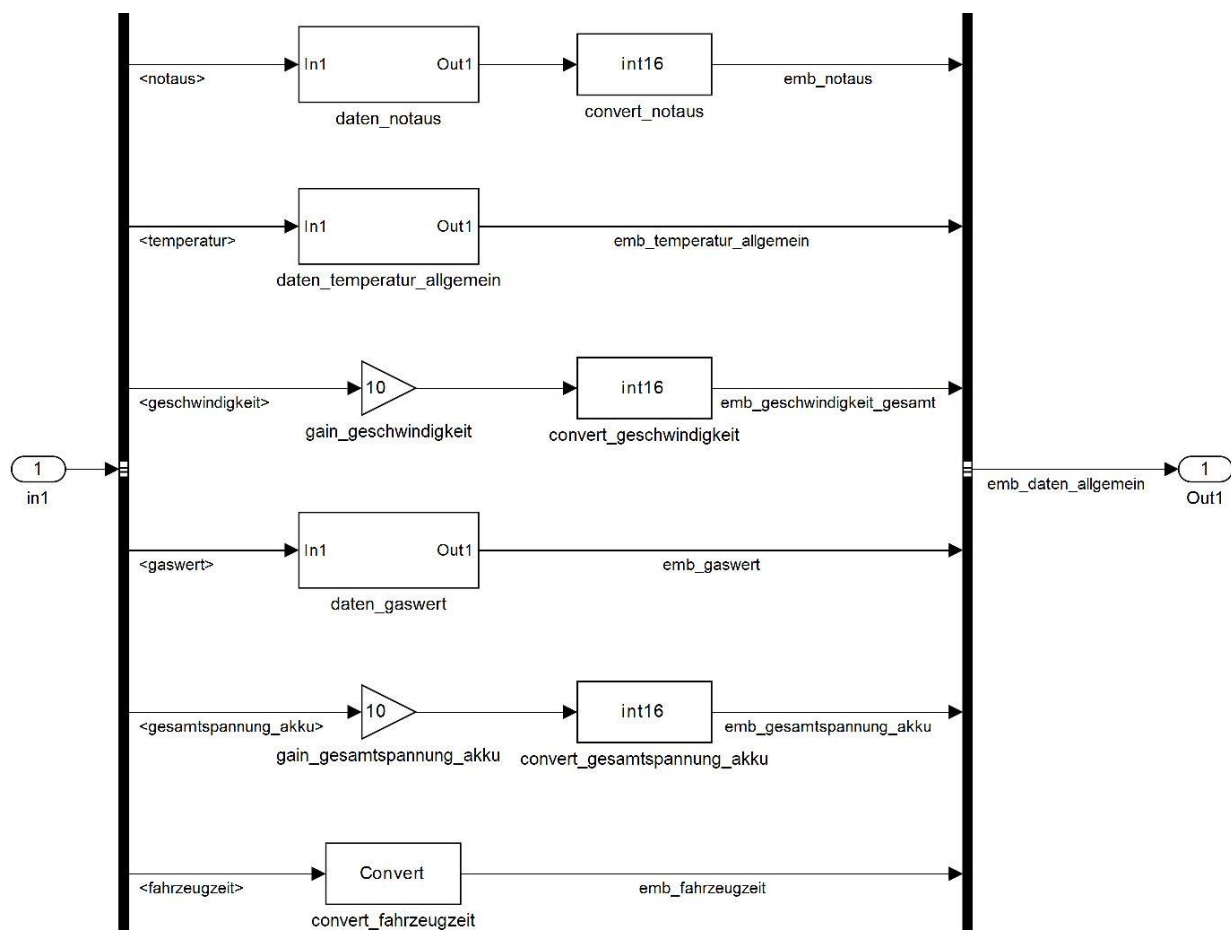 In1 Out1 int16
<notaus> emb_notaus
daten_notaus convert_notaus
In1 Out1
<temperatur> emb_temperatur_allgemein
daten_temperatur_allgemein
10 int16
<geschwindigkeit> emb_geschwindigkeit_gesamt
gain_geschwindigkeit convert_geschwindigkeit
1 1
in1 emb_daten_allgemein Out1
In1 Out1
<gaswert> emb_gaswert
daten_gaswert
10 int16
<gesamtspannung_akku> emb_gesamtspannung_akku
gain_gesamtspannung_akku convert_gesamtspannung_akku
Convert
<fahrzeugzeit> emb_fahrzeugzeit
convert_fahrzeugzeit